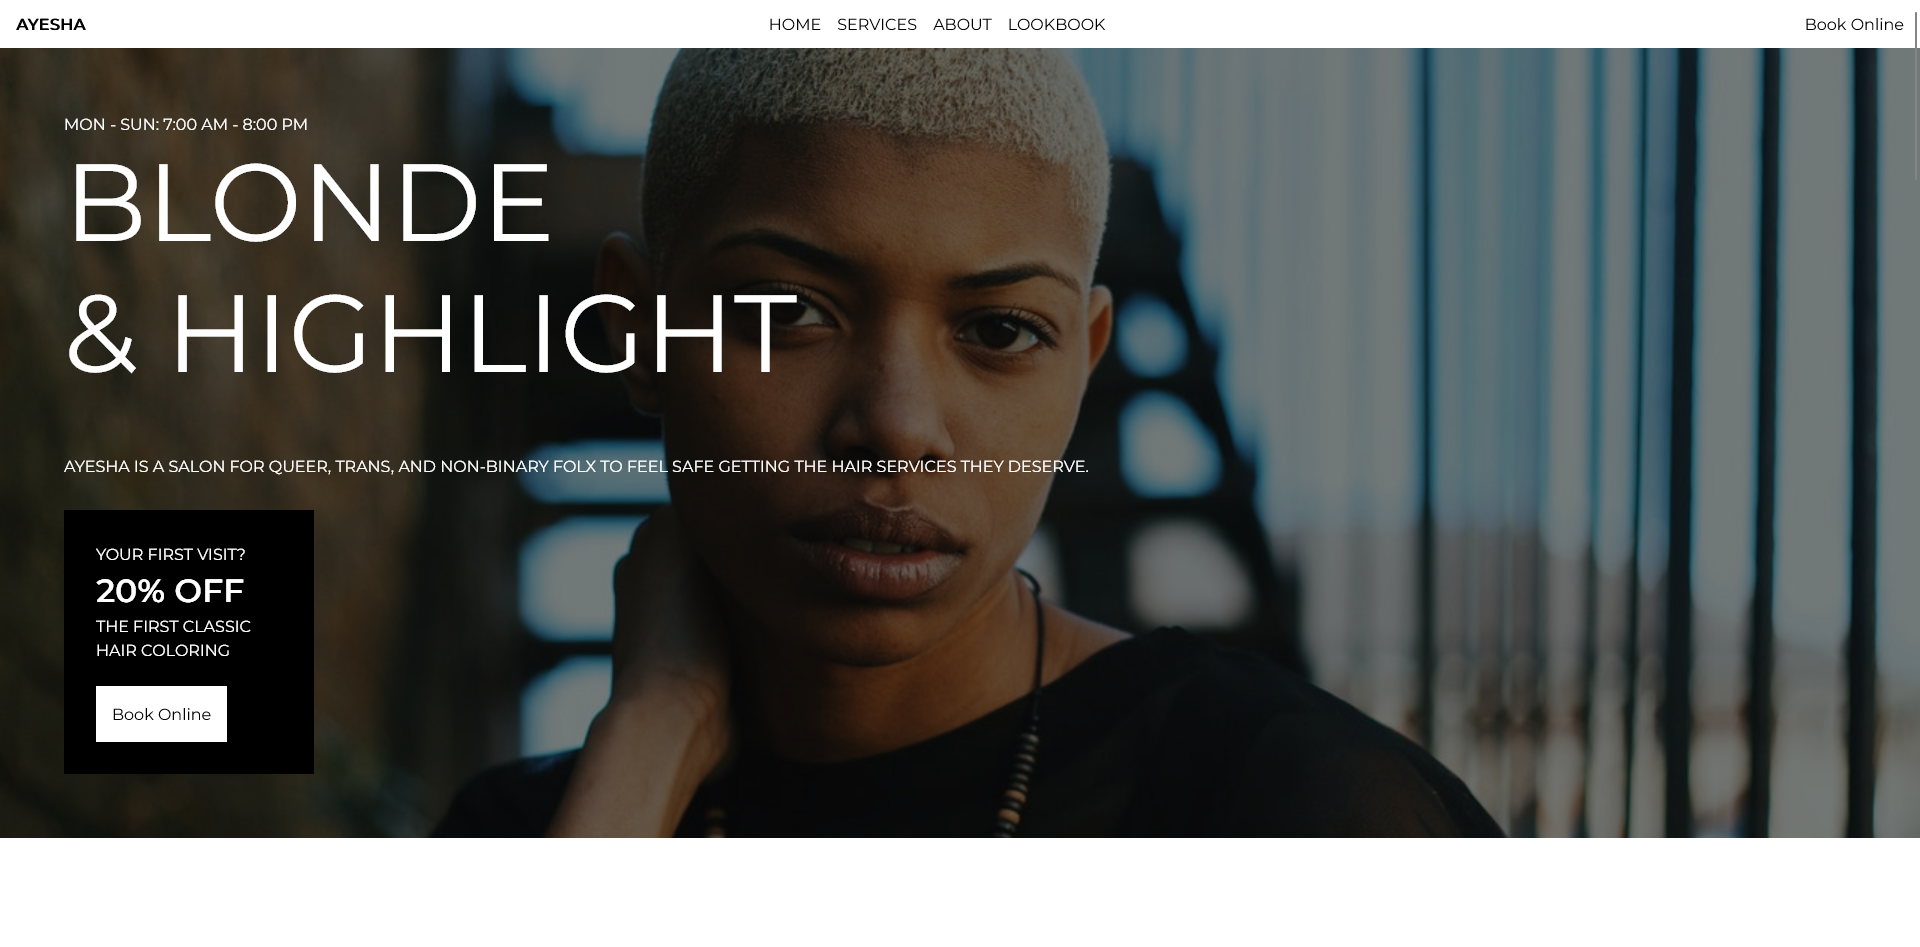 AYESHA
HOME SERVICES ABOUT LOOKBOOK
Book Online
MON - SUN: 7:00 AM - 8:00 PM
BLONDE
& HIGHLIGHT
AYESHA IS A SALON FOR QUEER, TRANS, AND NON-BINARY FOLX TO FEEL SAFE GETTING THE HAIR SERVICES THEY DESERVE.
YOUR FIRST VISIT?
20% OFF
THE FIRST CLASSIC
HAIR COLORING
Book Online